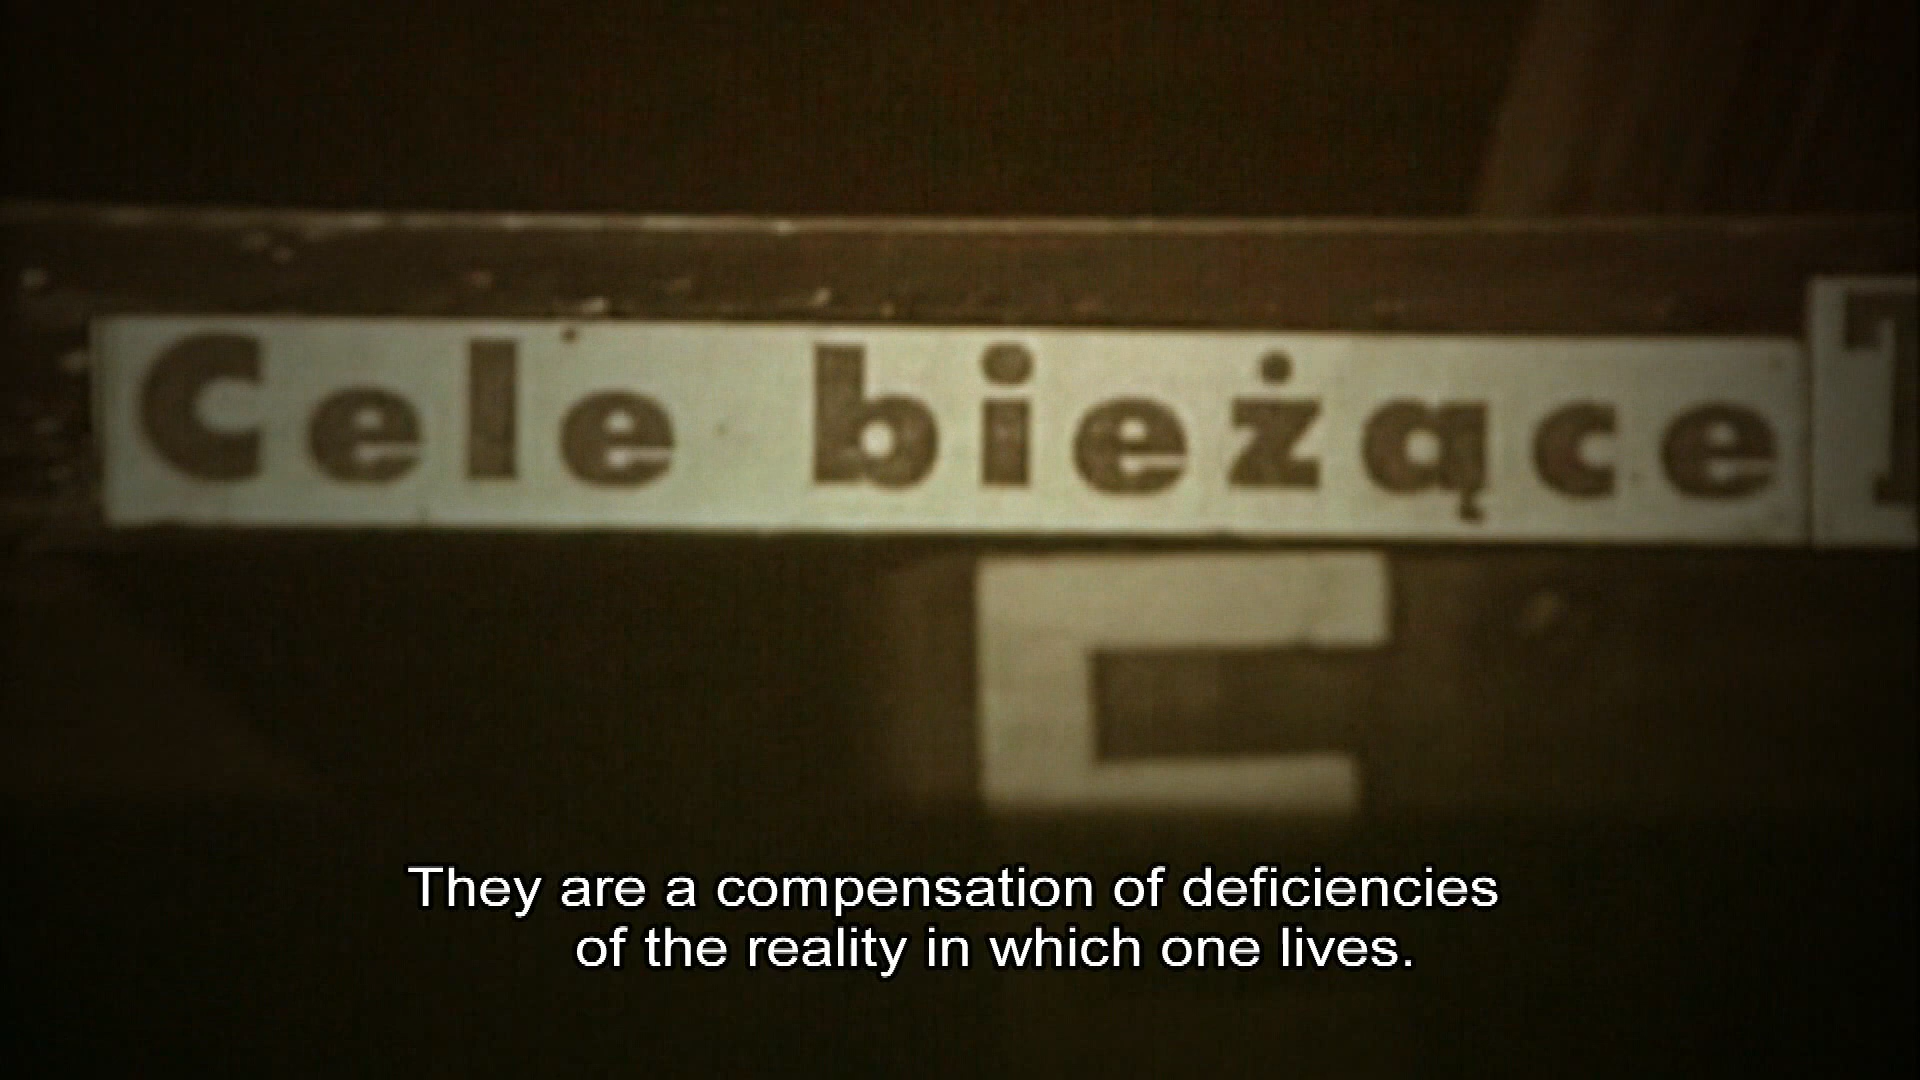 Cele bieżące
They are a compensation of deficiencies
of the reality in which one lives.